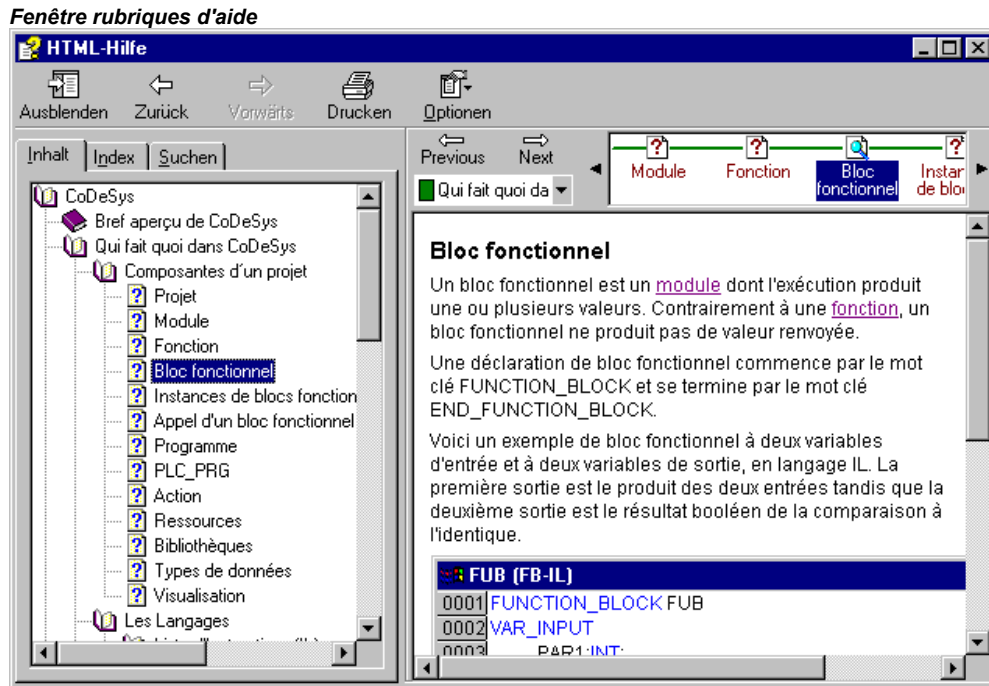 Fenêtre rubriques d'aide
HTML-Hilfe
Ausblenden Zurück Vorwärts Drucken Optionen
Inhalt Index Suchen
CoDeSys
Bref aperçu de CoDeSys
Qui fait quoi dans CoDeSys
Composantes d'un projet
Projet
Module
Fonction
Bloc fonctionnel
Instances de blocs fonction
Appel d'un bloc fonctionnel
Programme
PLC_PRG
Action
Ressources
Bibliothèques
Types de données
Visualisation
Les Langages
Previous Next
Qui fait quoi da
Module Fonction Bloc Instan
fonctionnel de blo
Bloc fonctionnel
Un bloc fonctionnel est un module dont l'exécution produit
une ou plusieurs valeurs. Contrairement à une fonction, un
bloc fonctionnel ne produit pas de valeur renvoyée.
Une déclaration de bloc fonctionnel commence par le mot
clé FUNCTION_BLOCK et se termine par le mot clé
END_FUNCTION_BLOCK.
Voici un exemple de bloc fonctionnel à deux variables
d'entrée et à deux variables de sortie, en langage IL. La
première sortie est le produit des deux entrées tandis que la
deuxième sortie est le résultat booléen de la comparaison à
l'identique.
FUB (FB-IL)
0001 FUNCTION_BLOCK FUB
0002 VAR_INPUT
0003 PAR1:INT;